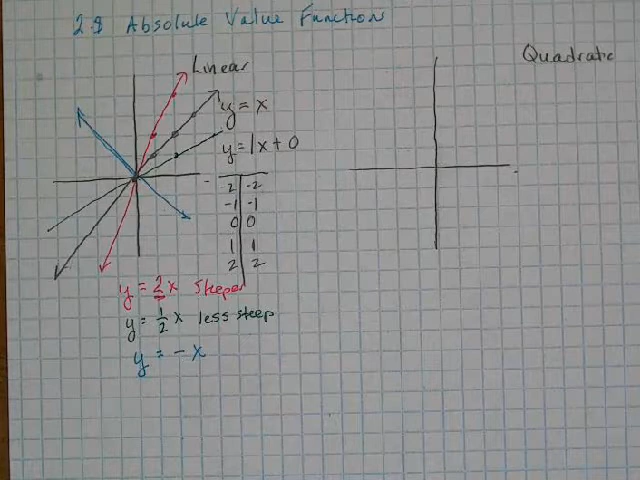 2.8 Absolute Value Function
Linear
Quadratic
y = x
y = 1x + 0
-2 -2
-1 -1
0 0
1 1
2 2
y = 2x steeper
y = 1/2 x less steep
y = -x